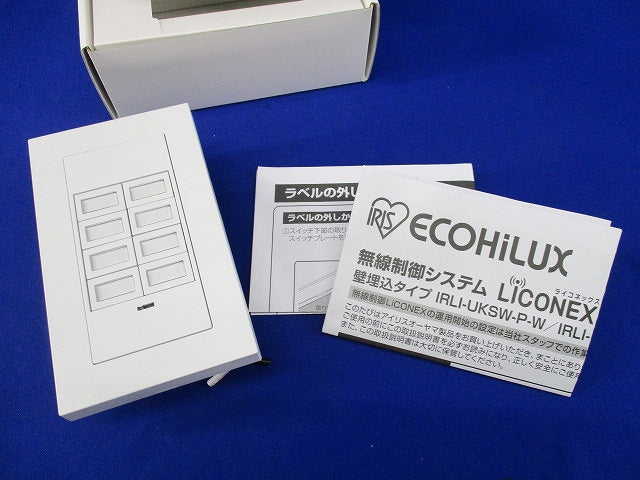 ラベルの外しか
ラベルの外しか
①スイッチ下部の取り
スイッチプレートを
IRIS ECOHiLUX
無線制御システム LiCONEX
ライコネックス
壁埋込タイプ IRLI-UKSW-P-W/IRLI-
無線制御LiCONEXの運用開始の設定は当社スタッフでの作業
このたびはアイリスオーヤマ製品をお買い上げいただき、まことにあり
ご使用の前にこの取扱説明書を必ずお読みになり、正しく安全にご使用
また、この取扱説明書は大切に保管してください。